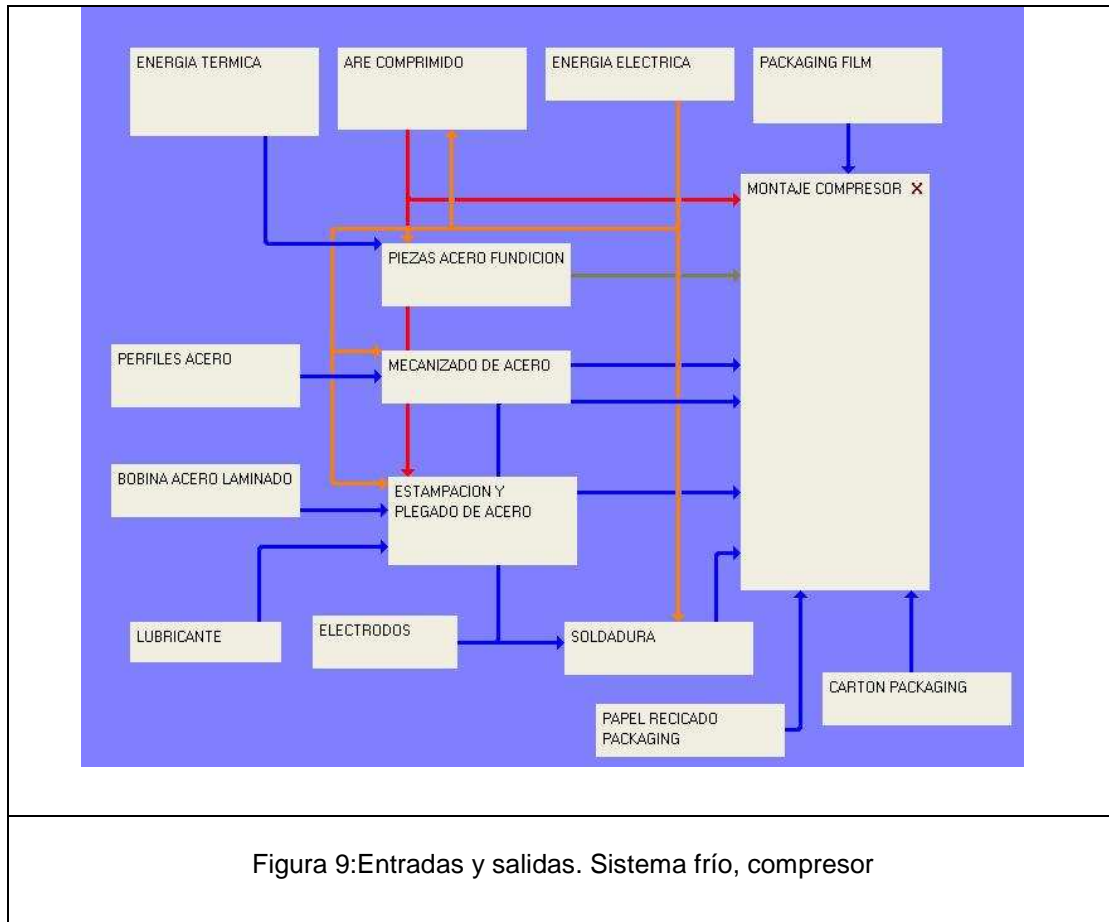 ENERGIA TERMICA
ARE COMPRIMIDO
ENERGIA ELECTRICA
PACKAGING FILM
MONTAJE COMPRESOR X
PIEZAS ACERO FUNDICION
PERFILES ACERO
MECANIZADO DE ACERO
BOBINA ACERO LAMINADO
ESTAMPACION Y
PLEGADO DE ACERO
LUBRICANTE
ELECTRODOS
SOLDADURA
CARTON PACKAGING
PAPEL RECICADO
PACKAGING
Figura 9:Entradas y salidas. Sistema frío, compresor